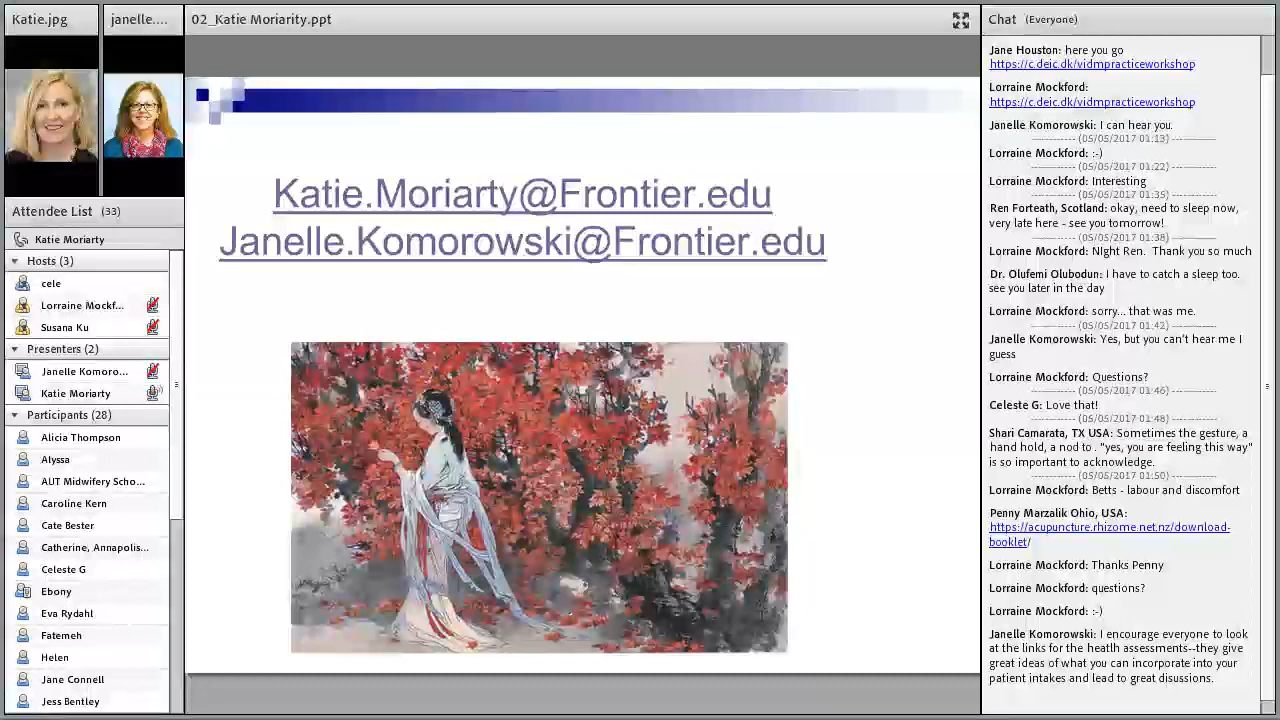 Katie.jpg
janelle....
02_Katie Moriarity.ppt
Attendee List (33)
Katie Moriarty
Hosts (3)
cele
Lorraine Mockf...
Susana Ku
Presenters (2)
Janelle Komoro...
Katie Moriarty
Participants (28)
Alicia Thompson
Alyssa
AUT Midwifery Scho...
Caroline Kern
Cate Bester
Catherine, Annapolis...
Celeste G
Ebony
Eva Rydahl
Fatemeh
Helen
Jane Connell
Jess Bentley
Katie.Moriarty@Frontier.edu
Janelle.Komorowski@Frontier.edu
Chat (Everyone)
Jane Houston: here you go
https://c.deic.dk/vidmpracticeworkshop
Lorraine Mockford:
https://c.deic.dk/vidmpracticeworkshop
Janelle Komorowski: I can hear you.
------------ (05/05/2017 01:13) ------------
Lorraine Mockford: :-)
------------ (05/05/2017 01:22) ------------
Lorraine Mockford: Interesting
------------ (05/05/2017 01:35) ------------
Ren Forteath, Scotland: okay, need to sleep now,
very late here - see you tomorrow!
------------ (05/05/2017 01:38) ------------
Lorraine Mockford: NIght Ren. Thank you so much
Dr. Olufemi Olubodun: I have to catch a sleep too.
see you later in the day
Lorraine Mockford: sorry... that was me.
------------ (05/05/2017 01:42) ------------
Janelle Komorowski: Yes, but you can't hear me I
guess
Lorraine Mockford: Questions?
------------ (05/05/2017 01:46) ------------
Celeste G: Love that!
------------ (05/05/2017 01:48) ------------
Shari Camarata, TX USA: Sometimes the gesture, a
hand hold, a nod to . "yes, you are feeling this way"
is so important to acknowledge.
------------ (05/05/2017 01:50) ------------
Lorraine Mockford: Betts - labour and discomfort
Penny Marzalik Ohio, USA:
https://acupuncture.rhizome.net.nz/download-
booklet/
Lorraine Mockford: Thanks Penny
Lorraine Mockford: questions?
Lorraine Mockford: :-)
Janelle Komorowski: I encourage everyone to look
at the links for the heatlh assessments--they give
great ideas of what you can incorporate into your
patient intakes and lead to great disussions.